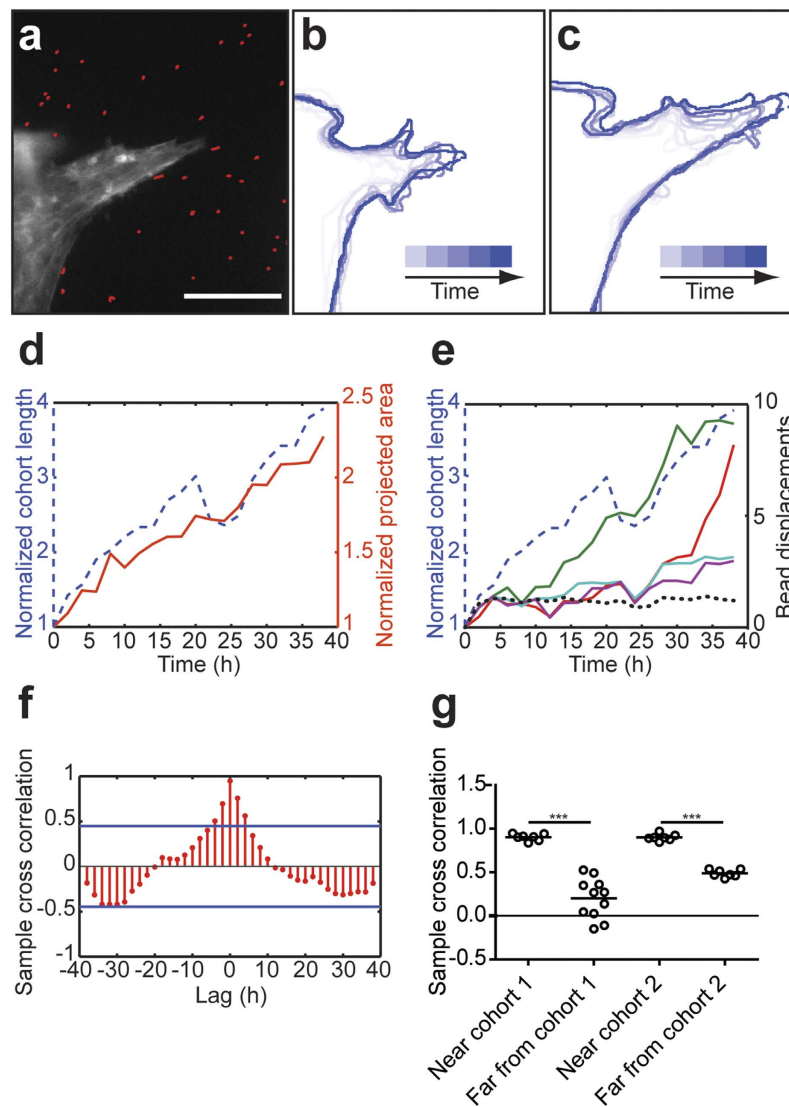 a
b
c
Time
Time
d
e
Normalized cohort length
4
3
2
1
0 5 10 15 20 25 30 35 40
Time (h)
2.5
2
1.5
1
Normalized projected area
Normalized cohort length
4
3
2
1
0 5 10 15 20 25 30 35 40
Time (h)
10
5
0
Bead displacements
f
g
Sample cross correlation
1
0.5
0
-0.5
-1
-40 -30 -20 -10 0 10 20 30 40
Lag (h)
Sample cross correlation
1.5
1.0
0.5
0.0
-0.5
***
***
Near cohort 1
Far from cohort 1
Near cohort 2
Far from cohort 2